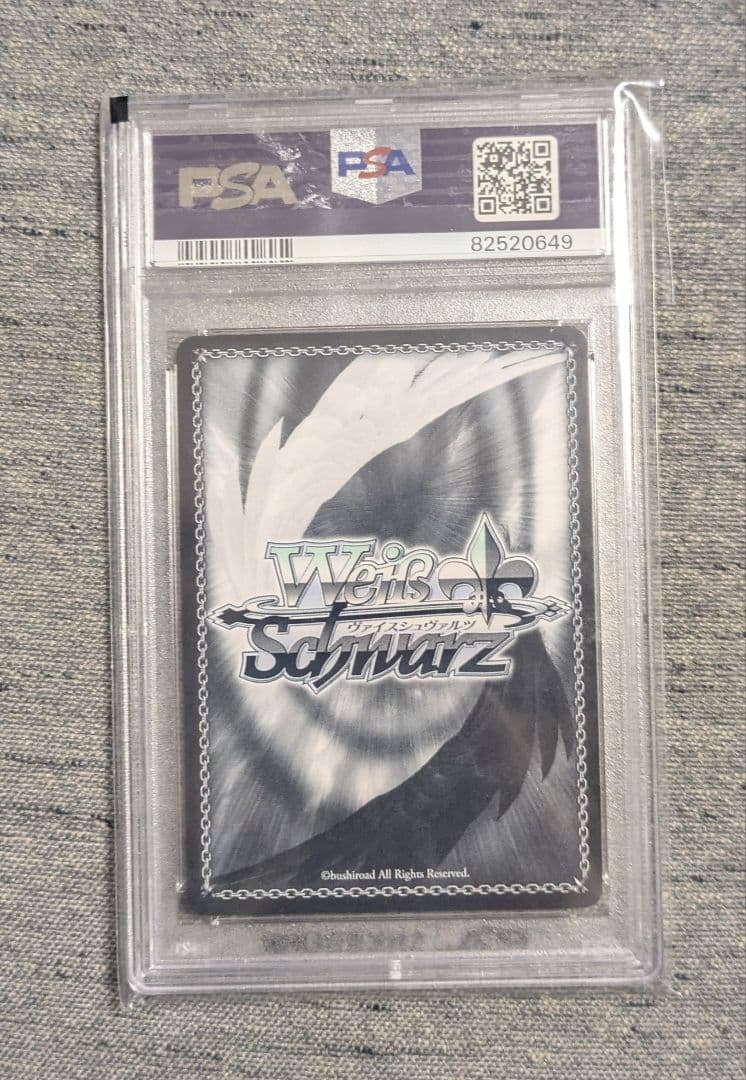 PSA
PSA
82520649
Weiß
ヴァイスシュヴァルツ
Schwarz
©bushiroad All Rights Reserved.